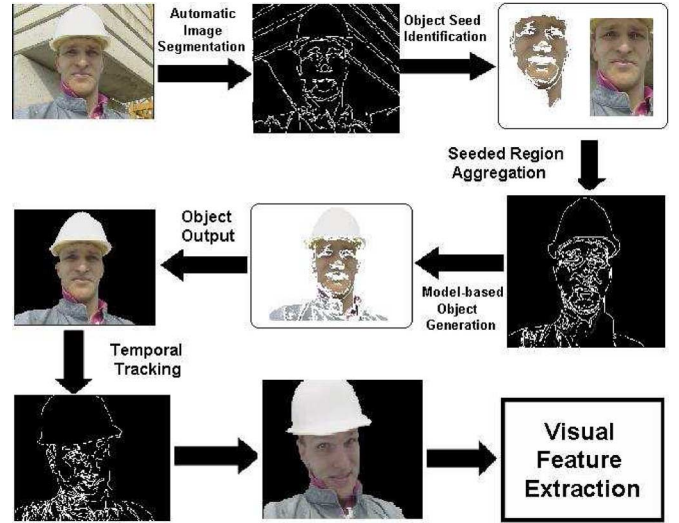 Automatic
Image
Segmentation
Object Seed
Identification
Seeded Region
Aggregation
Object
Output
Model-based
Object
Generation
Temporal
Tracking
Visual
Feature
Extraction